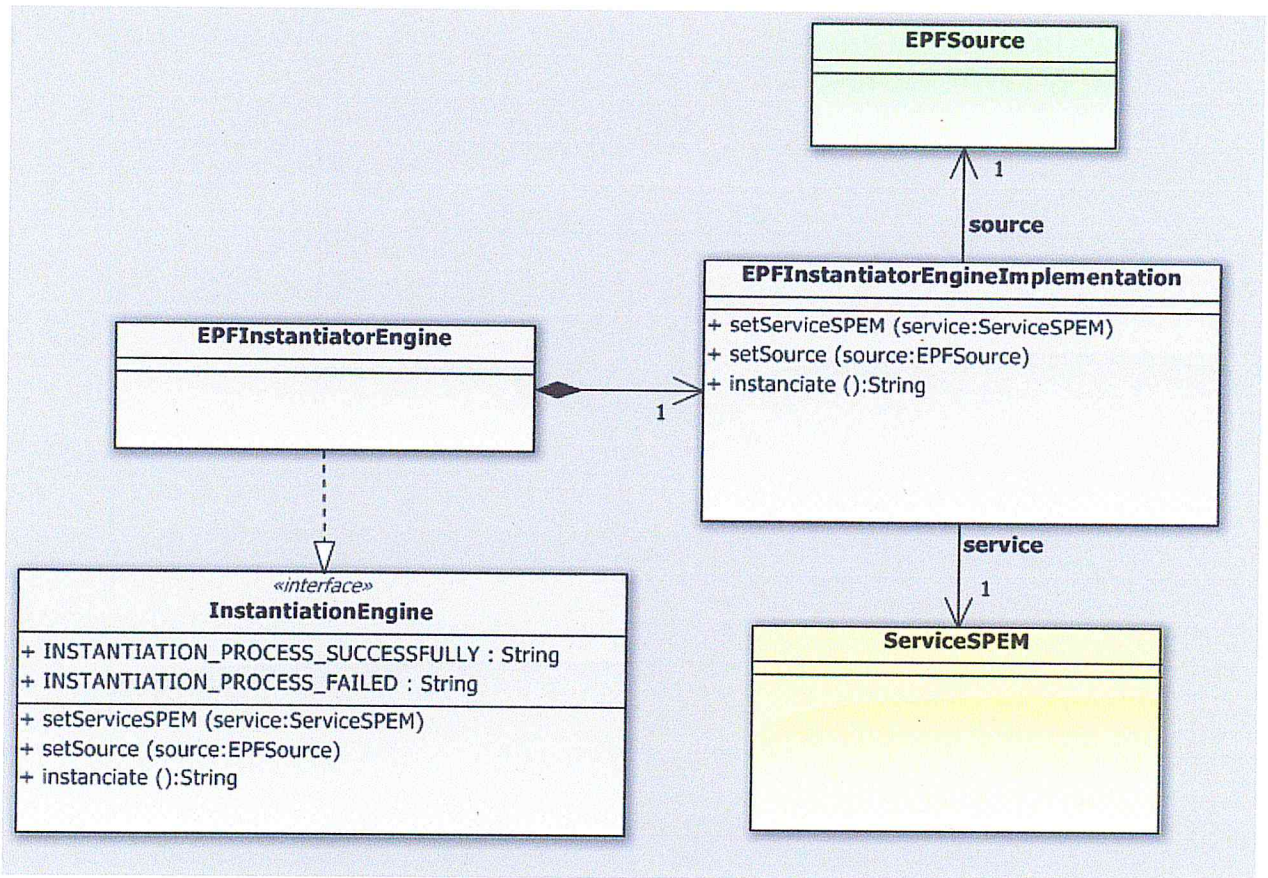 EPFSource
1
source
EPFInstantiatorEngineImplementation
+ setServiceSPEM (service:ServiceSPEM)
+ setSource (source:EPFSource)
+ instanciate ():String
EPFInstantiatorEngine
1
service
1
«interface»
InstantiationEngine
+ INSTANTIATION_PROCESS_SUCCESSFULLY : String
+ INSTANTIATION_PROCESS_FAILED : String
+ setServiceSPEM (service:ServiceSPEM)
+ setSource (source:EPFSource)
+ instanciate ():String
ServiceSPEM